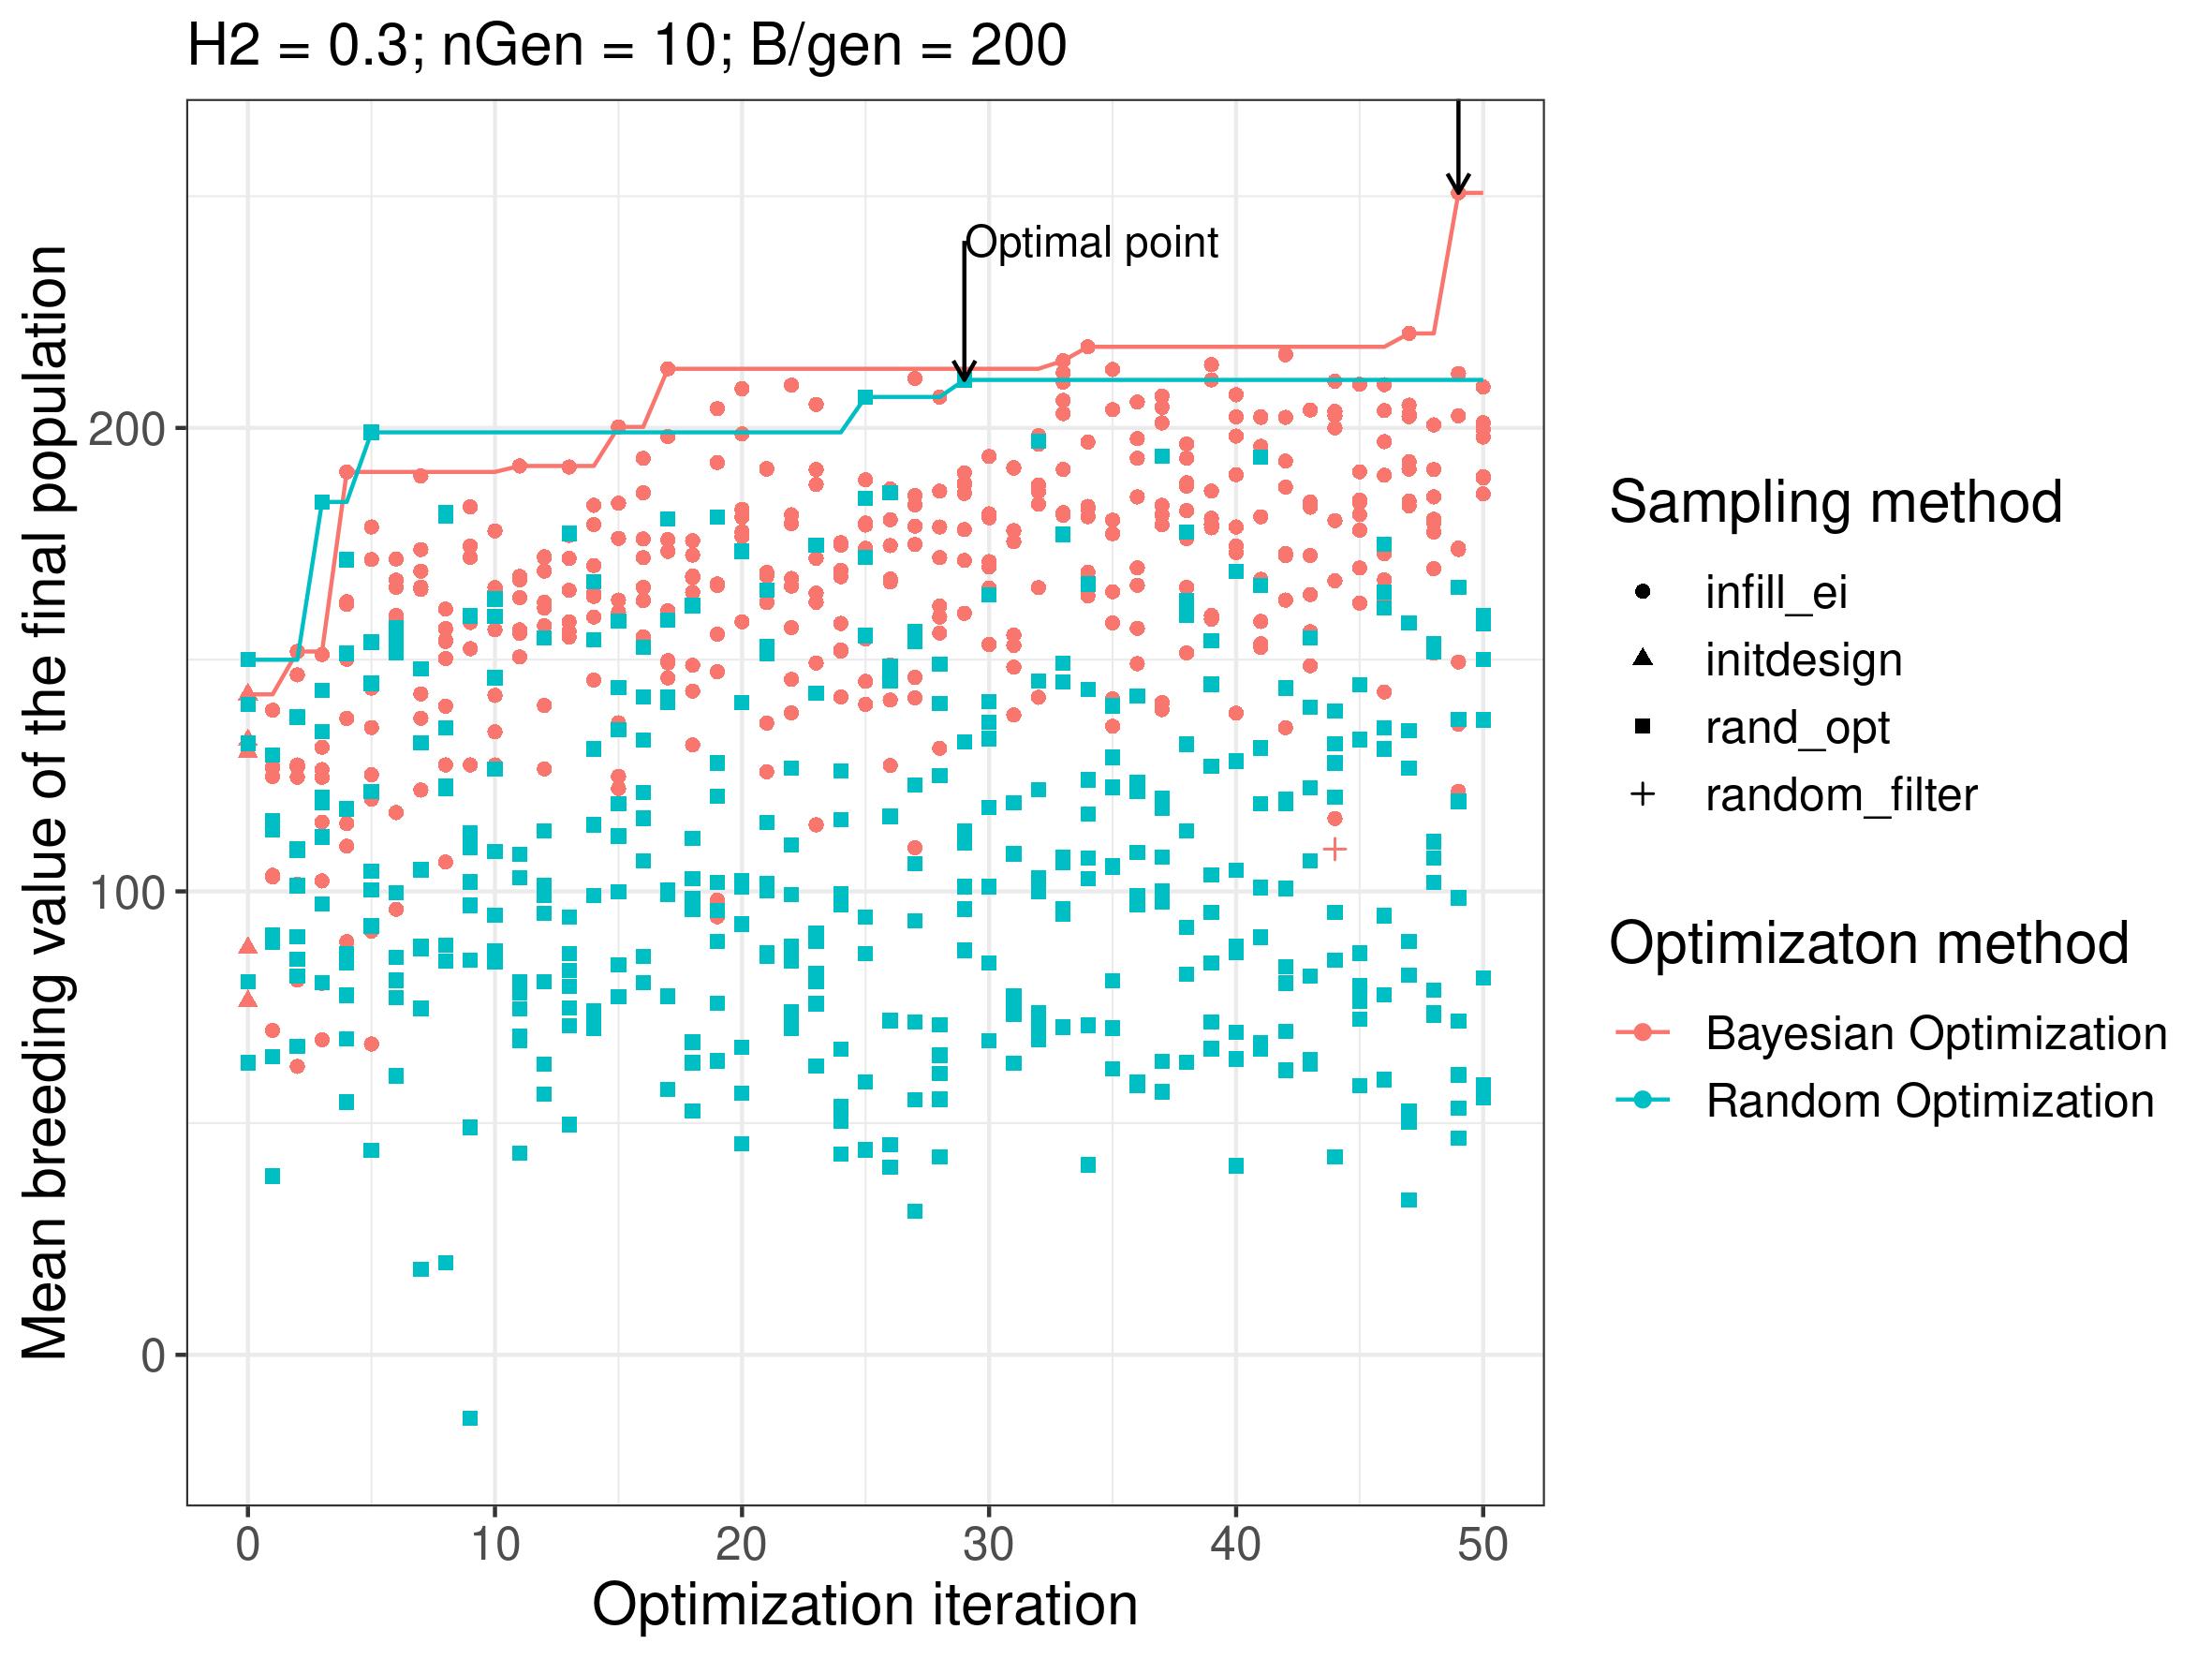 H2 = 0.3; nGen = 10; B/gen = 200
Mean breeding value of the final population
200
100
0
Optimal point
0 10 20 30 40 50
Optimization iteration
Sampling method
infill_ei
initdesign
rand_opt
random_filter
Optimizaton method
Bayesian Optimization
Random Optimization